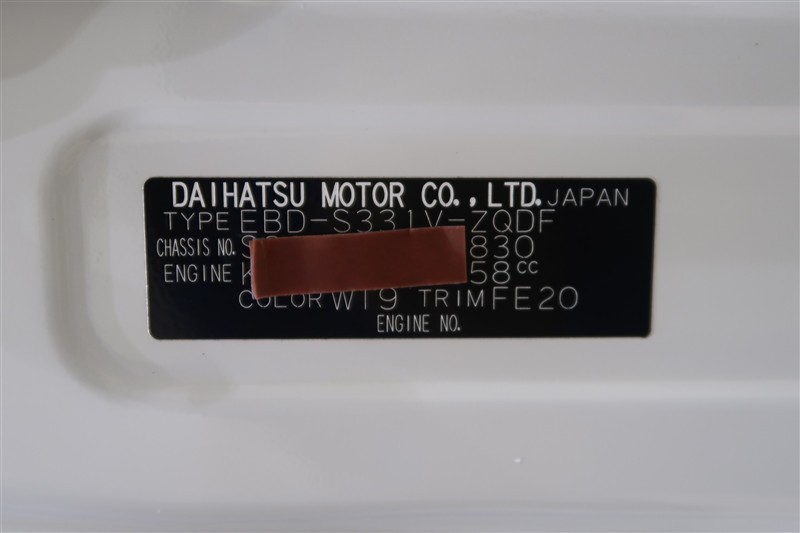 DAIHATSU MOTOR CO., LTD. JAPAN
TYPE EBD-S331V-ZQDF
CHASSIS NO. S 830
ENGINE K 58cc
COLOR W19 TRIM FE20
ENGINE NO.